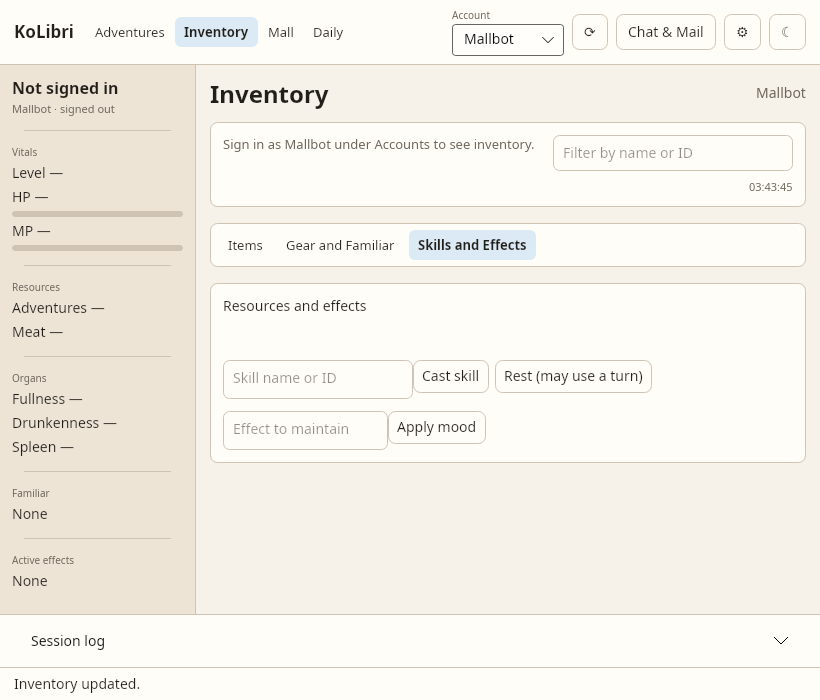 KoLibri
Adventures
Inventory
Mall
Daily
Account
Mallbot
Chat & Mail
Not signed in
Mallbot · signed out
Vitals
Level —
HP —
MP —
Resources
Adventures —
Meat —
Organs
Fullness —
Drunkenness —
Spleen —
Familiar
None
Active effects
None
Inventory
Mallbot
Sign in as Mallbot under Accounts to see inventory.
Filter by name or ID
03:43:45
Items
Gear and Familiar
Skills and Effects
Resources and effects
Skill name or ID
Cast skill
Rest (may use a turn)
Effect to maintain
Apply mood
Session log
Inventory updated.